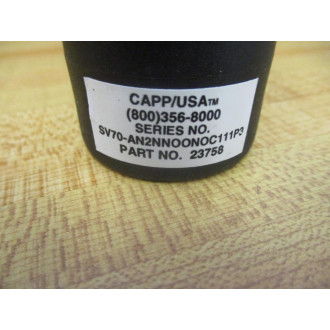 CAPP/USA™
(800)356-8000
SERIES NO.
SV70-AN2NNOONOC111P3
PART NO. 23758